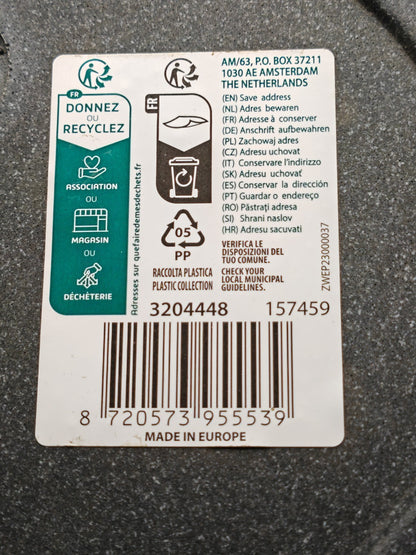 AM/63, P.O. BOX 37211
1030 AE AMSTERDAM
THE NETHERLANDS
(EN) Save address
(NL) Adres bewaren
(FR) Adresse à conserver
(DE) Anschrift aufbewahren
(PL) Zachowaj adres
(CZ) Adresu uchovat
(IT) Conservare l'indirizzo
(SK) Adresu uchovať
(ES) Conservar la dirección
(PT) Guardar o endereço
(RO) Păstrați adresa
(SI) Shrani naslov
(HR) Adresu sacuvati
FR
DONNEZ
OU
RECYCLEZ
ASSOCIATION
OU
MAGASIN
OU
DÉCHÈTERIE
Adresses sur quefairedemesdechets.fr
FR
05
PP
RACCOLTA PLASTICA
PLASTIC COLLECTION
VERIFICA LE
DISPOSIZIONI DEL
TUO COMUNE.
CHECK YOUR
LOCAL MUNICIPAL
GUIDELINES.
ZWEP23000037
3204448
157459
8 720573 955539
MADE IN EUROPE